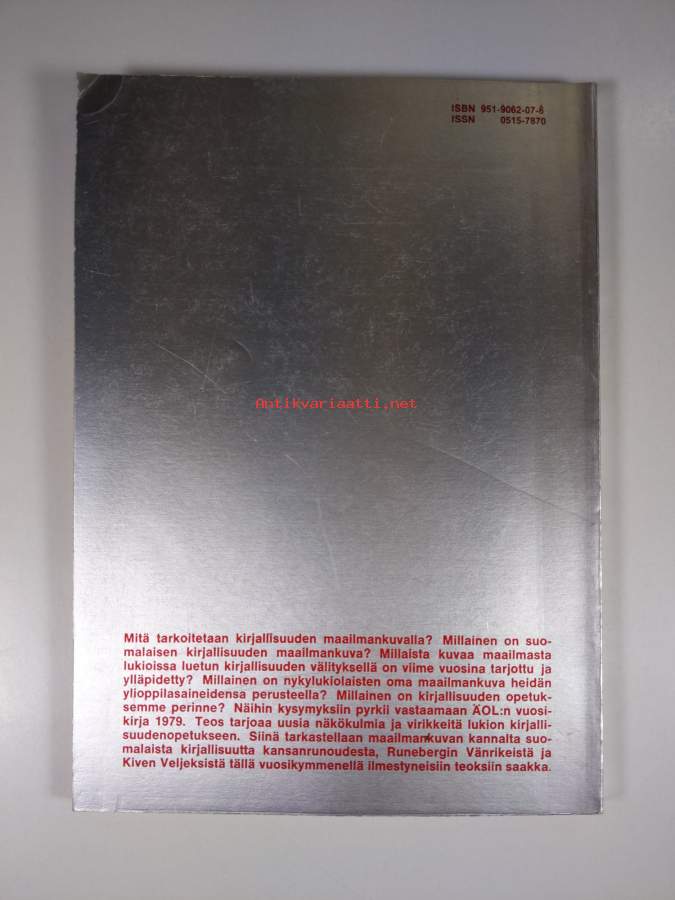 ISBN 951-9062-07-6
ISSN 0515-7870
Antikvariaatti.net
Mitä tarkoitetaan kirjallisuuden maailmankuvalla? Millainen on suo-
malaisen kirjallisuuden maailmankuva? Millaista kuvaa maailmasta
lukioissa luetun kirjallisuuden välityksellä on viime vuosina tarjottu ja
ylläpidetty? Millainen on nykylukiolaisten oma maailmankuva heidän
ylioppilasaineidensa perusteella? Millainen on kirjallisuuden opetuk-
semme perinne? Näihin kysymyksiin pyrkii vastaamaan ÄOL:n vuosi-
kirja 1979. Teos tarjoaa uusia näkökulmia ja virikkeitä lukion kirjalli-
suudenopetukseen. Siinä tarkastellaan maailmankuvan kannalta suo-
malaista kirjallisuutta kansanrunoudesta, Runebergin Vänrikeistä ja
Kiven Veljeksistä tällä vuosikymmenellä ilmestyneisiin teoksiin saakka.